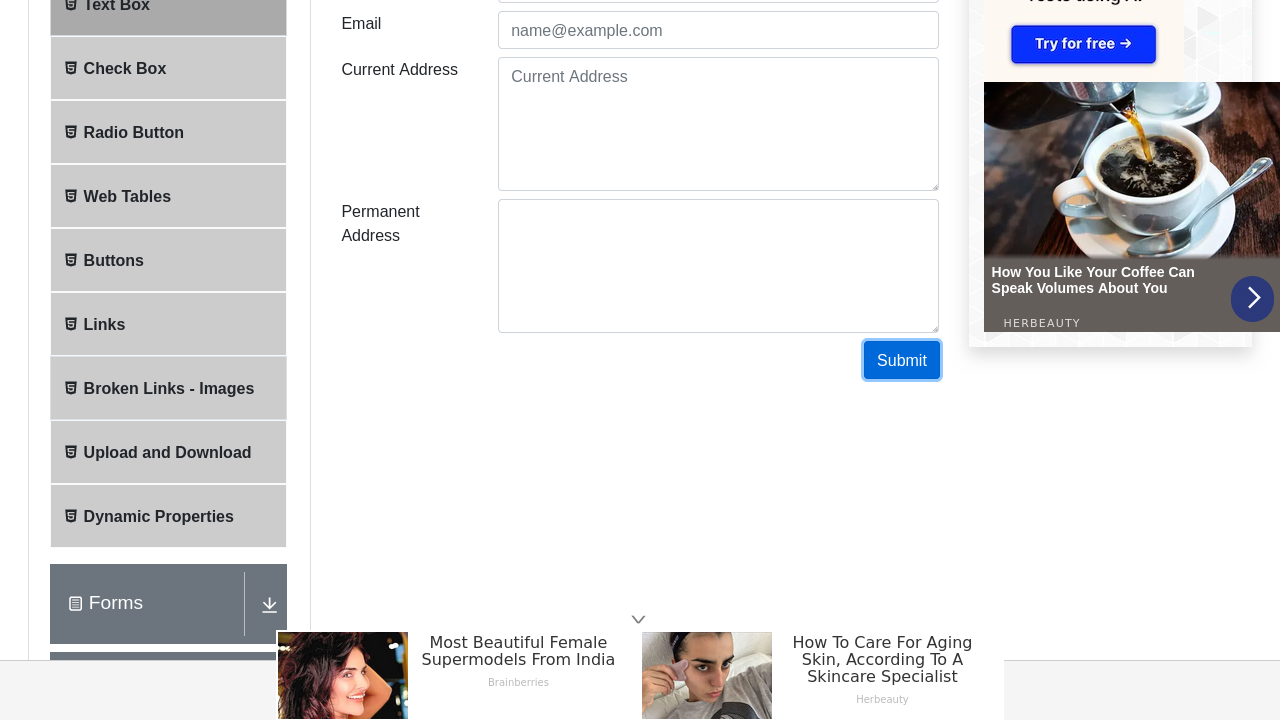 Text Box
Check Box
Radio Button
Web Tables
Buttons
Links
Broken Links - Images
Upload and Download
Dynamic Properties
Forms
Email
name@example.com
Current Address
Current Address
Permanent
Address
Submit
Try for free →
How You Like Your Coffee Can
Speak Volumes About You
HERBEAUTY
Most Beautiful Female
Supermodels From India
Brainberries
How To Care For Aging
Skin, According To A
Skincare Specialist
Herbeauty